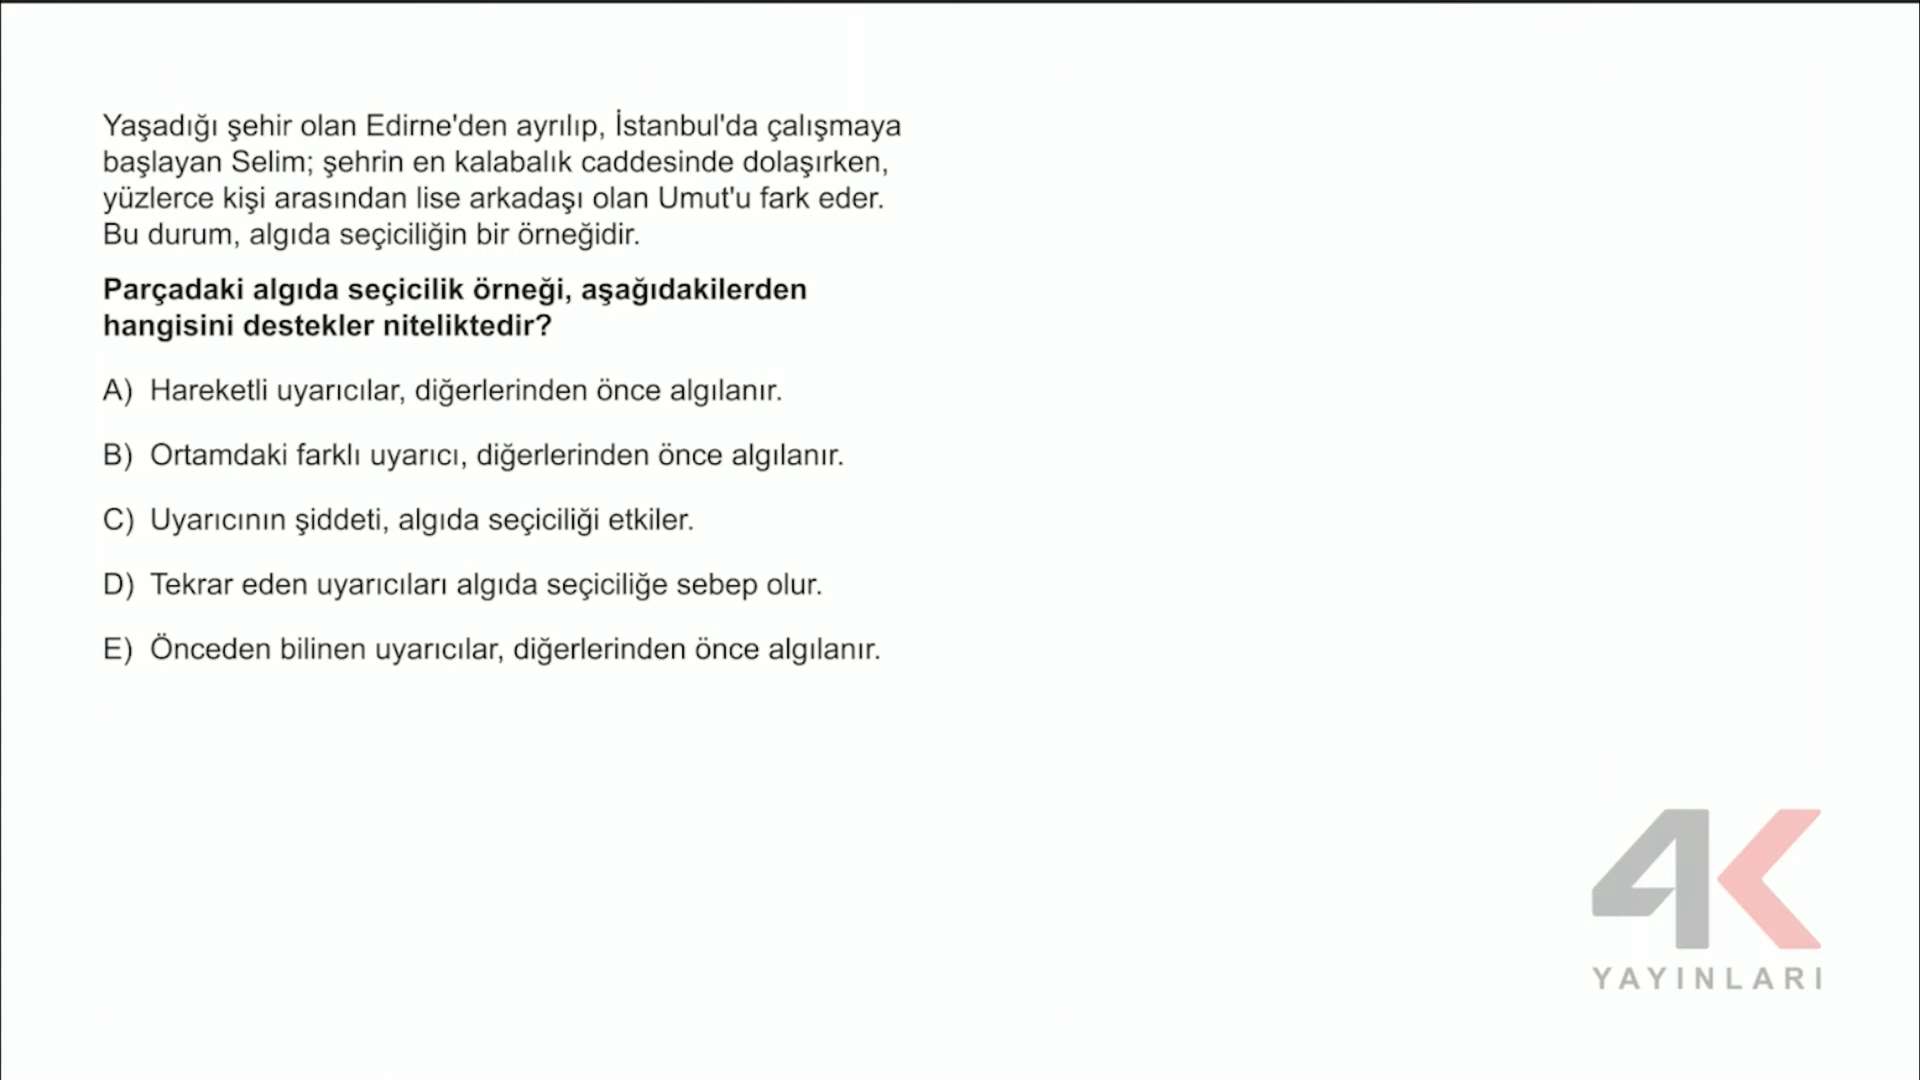 Yaşadığı şehir olan Edirne'den ayrılıp, İstanbul'da çalışmaya
başlayan Selim; şehrin en kalabalık caddesinde dolaşırken,
yüzlerce kişi arasından lise arkadaşı olan Umut'u fark eder.
Bu durum, algıda seçiciliğin bir örneğidir.
Parçadaki algıda seçicilik örneği, aşağıdakilerden
hangisini destekler niteliktedir?
A) Hareketli uyarıcılar, diğerlerinden önce algılanır.
B) Ortamdaki farklı uyarıcı, diğerlerinden önce algılanır.
C) Uyarıcının şiddeti, algıda seçiciliği etkiler.
D) Tekrar eden uyarıcıları algıda seçiciliğe sebep olur.
E) Önceden bilinen uyarıcılar, diğerlerinden önce algılanır.
4K
YAYINLARI